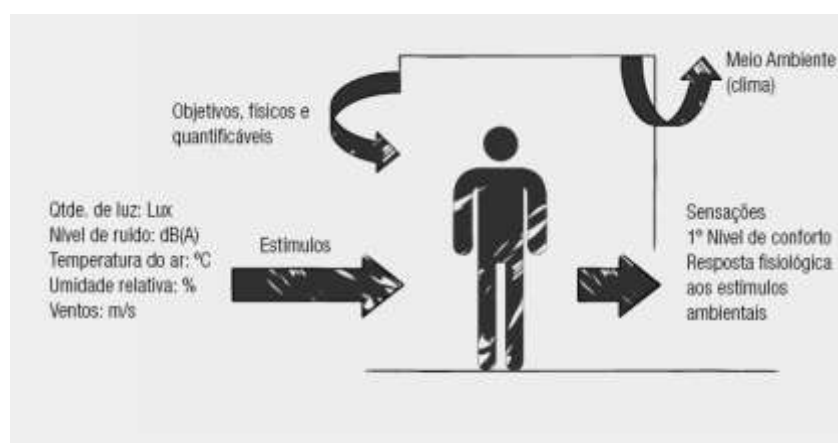 Meio Ambiente
(clima)
Objetivos, físicos e
quantificáveis
Qtde. de luz: Lux
Nível de ruído: dB(A)
Temperatura do ar: ºC
Umidade relativa: %
Ventos: m/s
Estímulos
Sensações
1º Nível de conforto
Resposta fisiológica
aos estímulos
ambientais